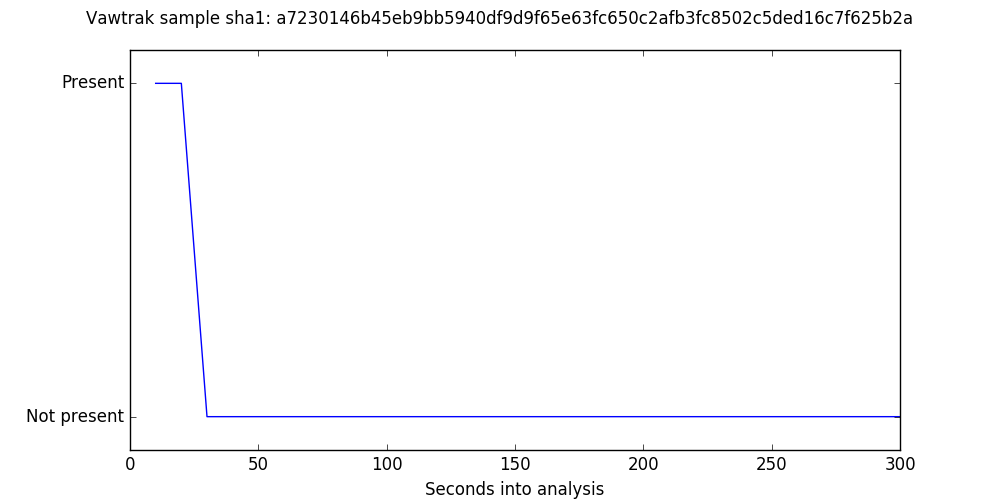 Vawtrak sample sha1: a7230146b45eb9bb5940df9d9f65e63fc650c2afb3fc8502c5ded16c7f625b2a
Present
Not present
0 50 100 150 200 250 300
Seconds into analysis